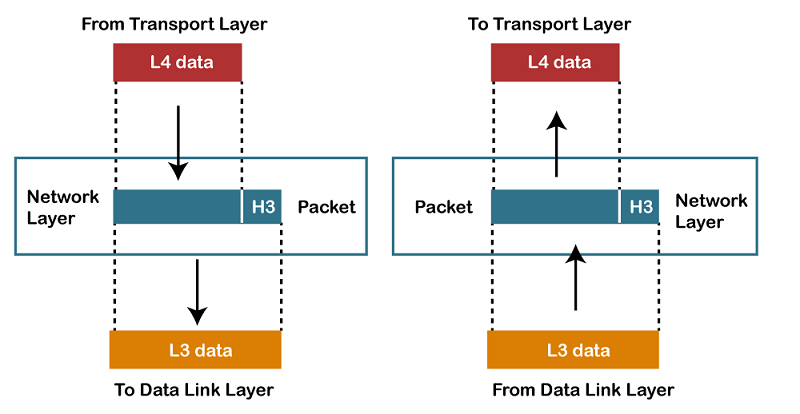 From Transport Layer
L4 data
Network
Layer
H3
Packet
L3 data
To Data Link Layer
To Transport Layer
L4 data
Packet
H3
Network
Layer
L3 data
From Data Link Layer